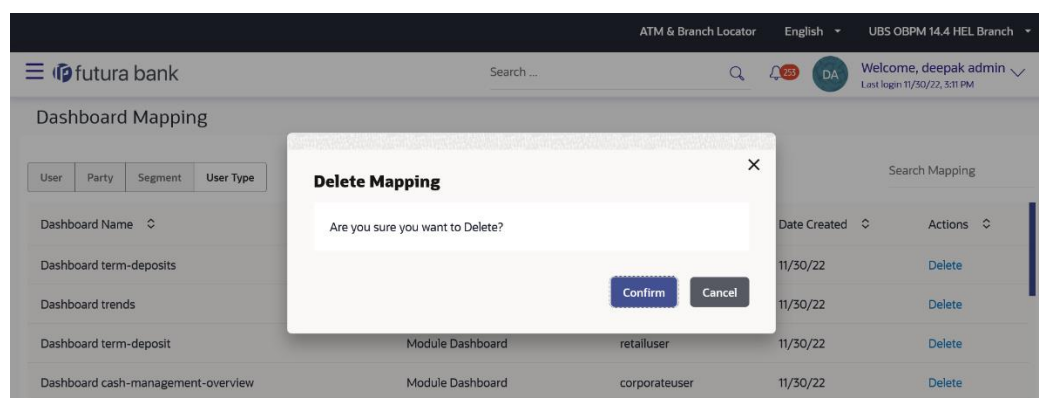 ATM & Branch Locator English UBS OBPM 14.4 HEL Branch
futura bank Search ... 253 DA Welcome, deepak admin
Last login 11/30/22, 3:11 PM
Dashboard Mapping
User Party Segment User Type Search Mapping
Delete Mapping
Are you sure you want to Delete?
Confirm Cancel
Dashboard Name Date Created Actions
Dashboard term-deposits 11/30/22 Delete
Dashboard trends 11/30/22 Delete
Dashboard term-deposit Module Dashboard retailuser 11/30/22 Delete
Dashboard cash-management-overview Module Dashboard corporateuser 11/30/22 Delete